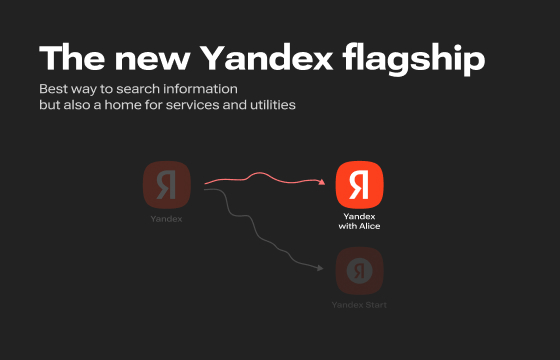 The new Yandex flagship
Best way to search information
but also a home for services and utilities
Я
Я
Yandex
Yandex
with Alice
Я
Yandex Start